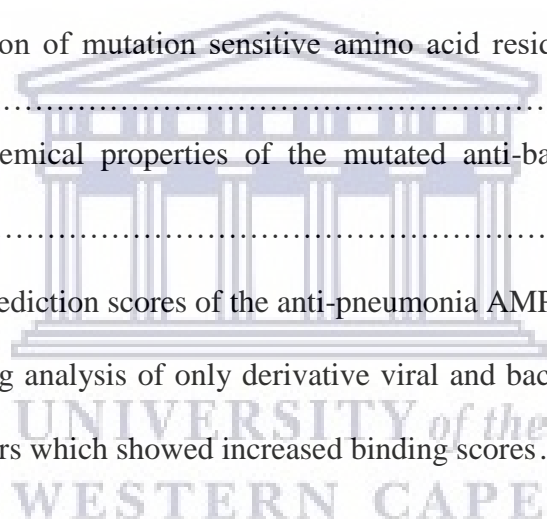 on of mutation sensitive amino acid resid
........................................................
emical properties of the mutated anti-ba
........................................................
ediction scores of the anti-pneumonia AMP
g analysis of only derivative viral and bac
UNIVERSITY of the
rs which showed increased binding scores.
WESTERN CAPE